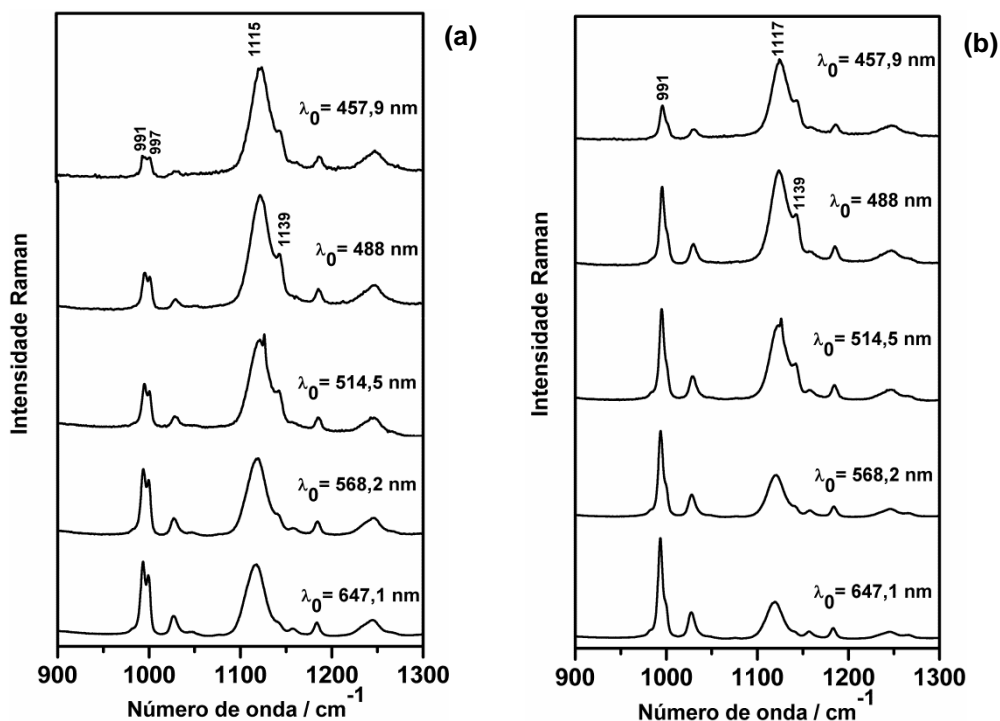 (a)
1115
λ0= 457,9 nm
991
997
λ0= 488 nm
1139
λ0= 514,5 nm
λ0= 568,2 nm
λ0= 647,1 nm
Intensidade Raman
900 1000 1100 1200 1300
Número de onda / cm-1
(b)
1117
λ0= 457,9 nm
991
λ0= 488 nm
1139
λ0= 514,5 nm
λ0= 568,2 nm
λ0= 647,1 nm
Intensidade Raman
900 1000 1100 1200 1300
Número de onda / cm-1